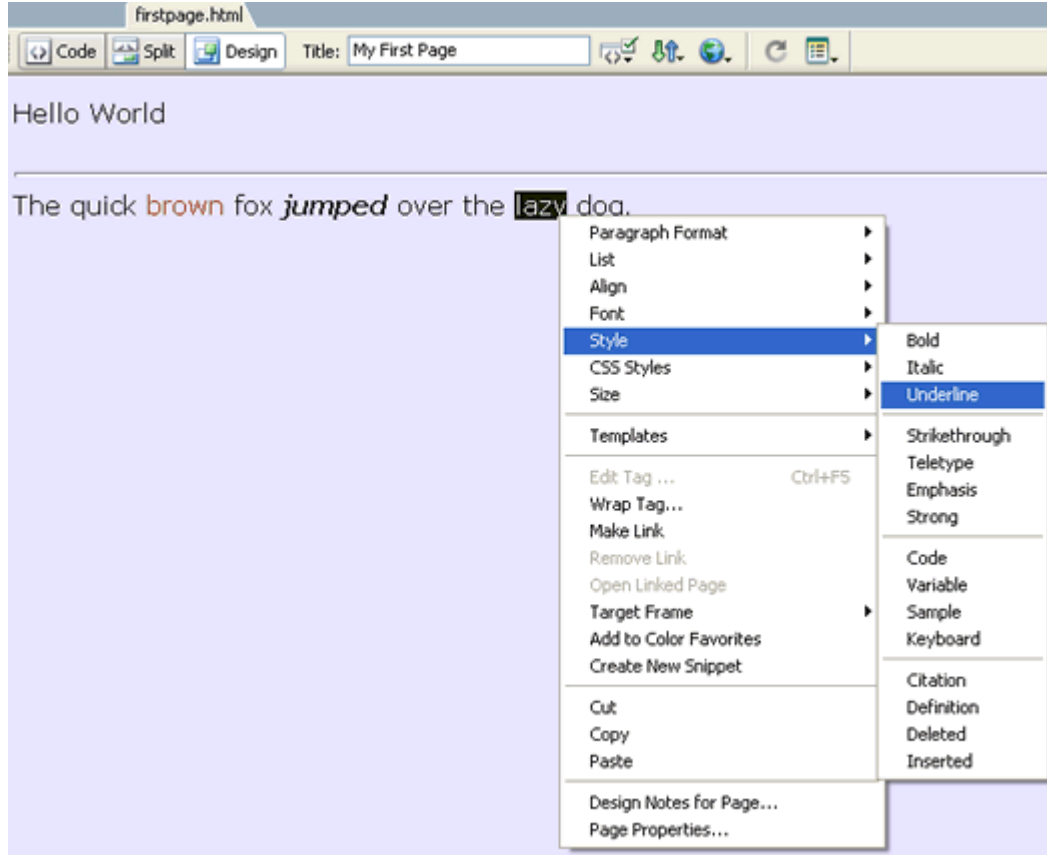 firstpage.html
Code Split Design Title: My First Page
Hello World
The quick brown fox jumped over the lazy dog.
Paragraph Format
List
Align
Font
Style
CSS Styles
Size
Templates
Edit Tag ... Ctrl+F5
Wrap Tag...
Make Link
Remove Link
Open Linked Page
Target Frame
Add to Color Favorites
Create New Snippet
Cut
Copy
Paste
Design Notes for Page...
Page Properties...
Bold
Italic
Underline
Strikethrough
Teletype
Emphasis
Strong
Code
Variable
Sample
Keyboard
Citation
Definition
Deleted
Inserted